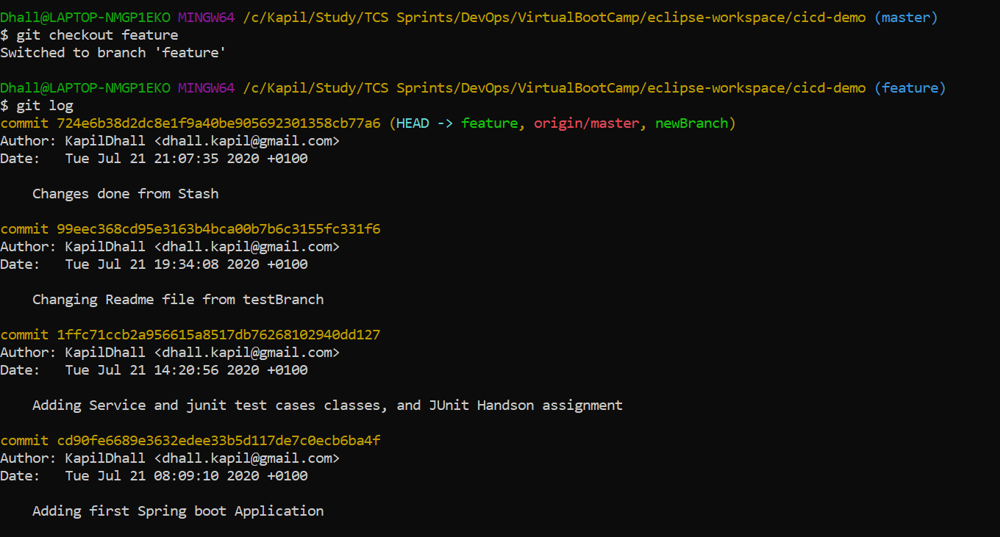 Dhall@LAPTOP-NMGP1EKO MINGW64 /c/Kapil/Study/TCS Sprints/DevOps/VirtualBootCamp/eclipse-workspace/cicd-demo (master)
$ git checkout feature
Switched to branch 'feature'

Dhall@LAPTOP-NMGP1EKO MINGW64 /c/Kapil/Study/TCS Sprints/DevOps/VirtualBootCamp/eclipse-workspace/cicd-demo (feature)
$ git log
commit 724e6b38d2dc8e1f9a40be905692301358cb77a6 (HEAD -> feature, origin/master, newBranch)
Author: KapilDhall <dhall.kapil@gmail.com>
Date:   Tue Jul 21 21:07:35 2020 +0100

    Changes done from Stash

commit 99eec368cd95e3163b4bca00b7b6c3155fc331f6
Author: KapilDhall <dhall.kapil@gmail.com>
Date:   Tue Jul 21 19:34:08 2020 +0100

    Changing Readme file from testBranch

commit 1ffc71ccb2a956615a8517db76268102940dd127
Author: KapilDhall <dhall.kapil@gmail.com>
Date:   Tue Jul 21 14:20:56 2020 +0100

    Adding Service and junit test cases classes, and JUnit Handson assignment

commit cd90fe6689e3632edee33b5d117de7c0ecb6ba4f
Author: KapilDhall <dhall.kapil@gmail.com>
Date:   Tue Jul 21 08:09:10 2020 +0100

    Adding first Spring boot Application